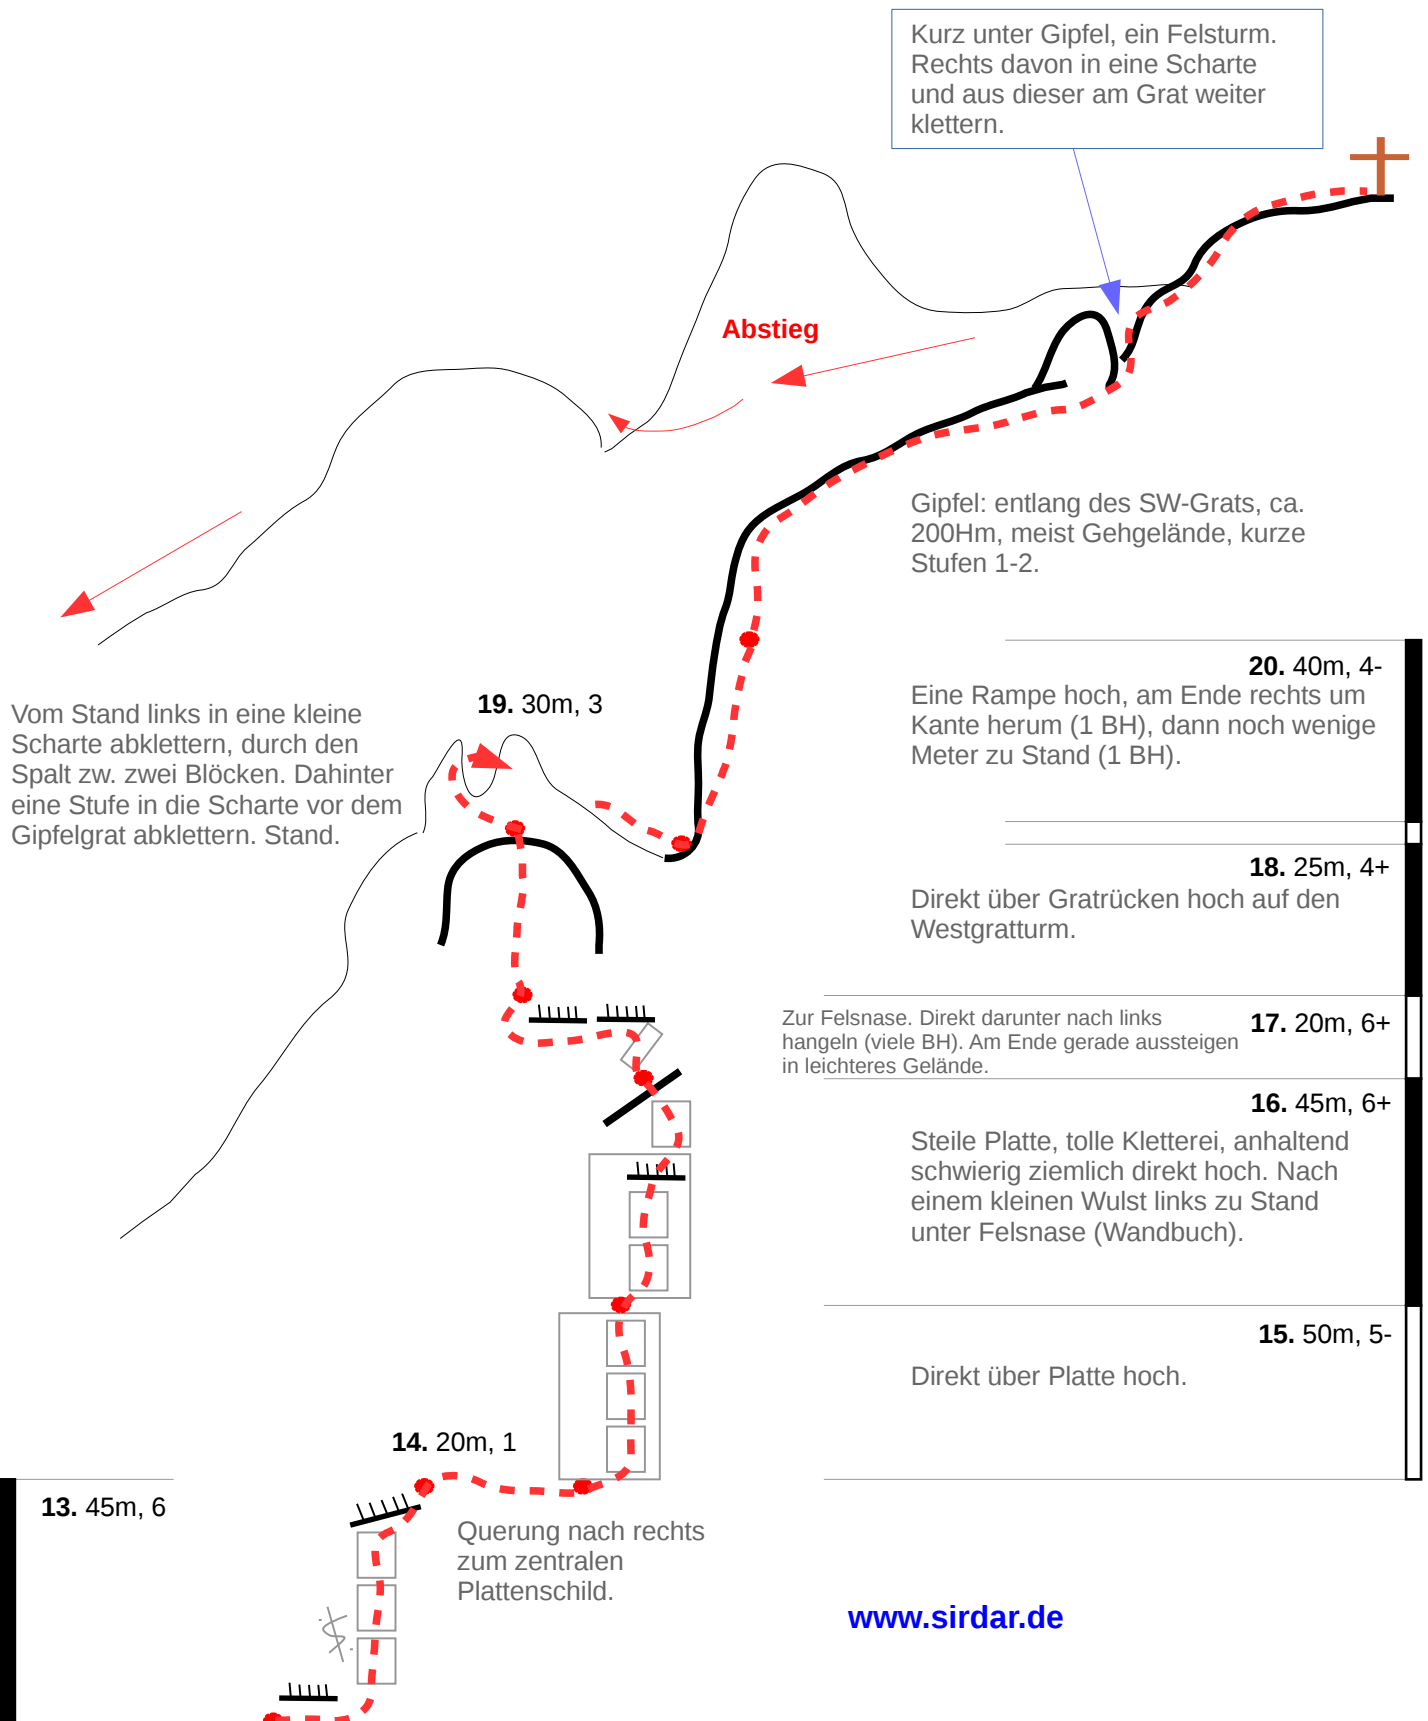 Kurz unter Gipfel, ein Felsturm.
Rechts davon in eine Scharte
und aus dieser am Grat weiter
klettern.
Abstieg
Gipfel: entlang des SW-Grats, ca.
200Hm, meist Gehgelände, kurze
Stufen 1-2.
20. 40m, 4-
Eine Rampe hoch, am Ende rechts um
Kante herum (1 BH), dann noch wenige
Meter zu Stand (1 BH).
19. 30m, 3
Vom Stand links in eine kleine
Scharte abklettern, durch den
Spalt zw. zwei Blöcken. Dahinter
eine Stufe in die Scharte vor dem
Gipfelgrat abklettern. Stand.
18. 25m, 4+
Direkt über Gratrücken hoch auf den
Westgratturm.
17. 20m, 6+
Zur Felsnase. Direkt darunter nach links
hangeln (viele BH). Am Ende gerade aussteigen
in leichteres Gelände.
16. 45m, 6+
Steile Platte, tolle Kletterei, anhaltend
schwierig ziemlich direkt hoch. Nach
einem kleinen Wulst links zu Stand
unter Felsnase (Wandbuch).
15. 50m, 5-
Direkt über Platte hoch.
14. 20m, 1
Querung nach rechts
zum zentralen
Plattenschild.
13. 45m, 6
www.sirdar.de